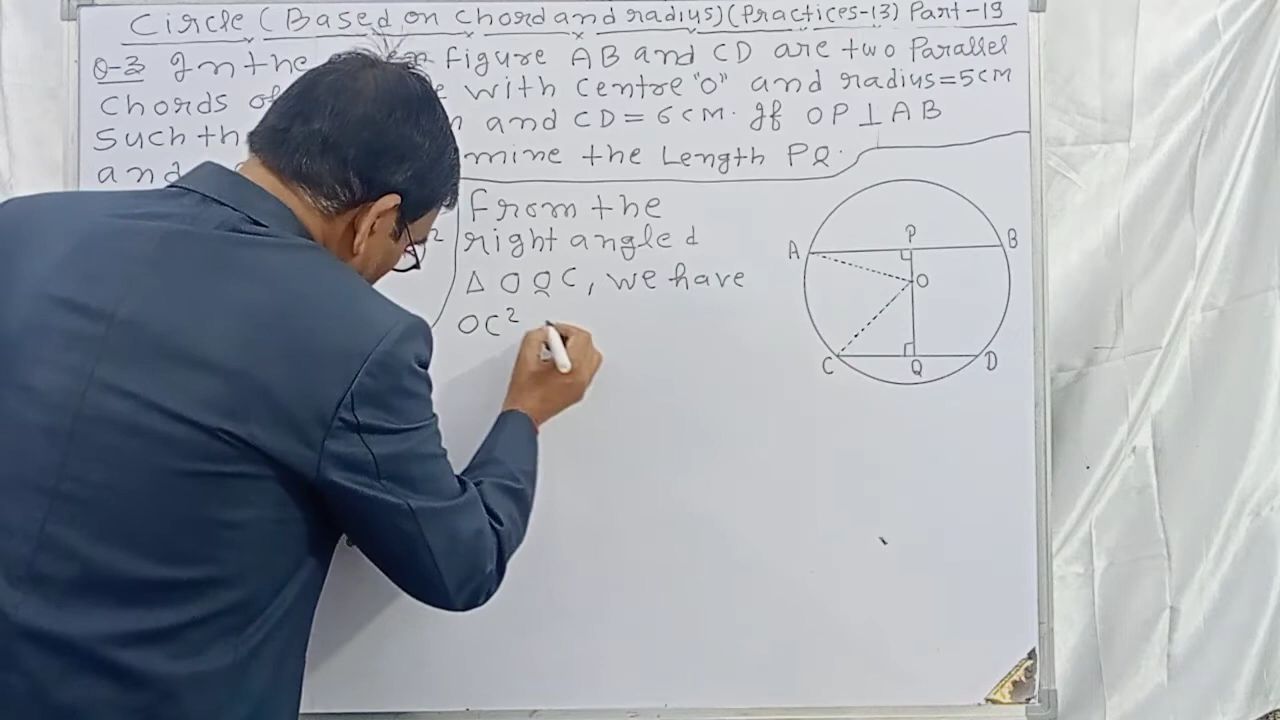 Circle (Based on chord and radius) (Practices-13) Part-19
Q-3 In the figure AB and CD are two Parallel
Chords of with centre "O" and radius=5cm
Such and CD=6cm. If OP⊥AB
and the Length PQ.
From the
right angled
Δ OQC, we have
OC²
A
P
B
O
C
Q
D